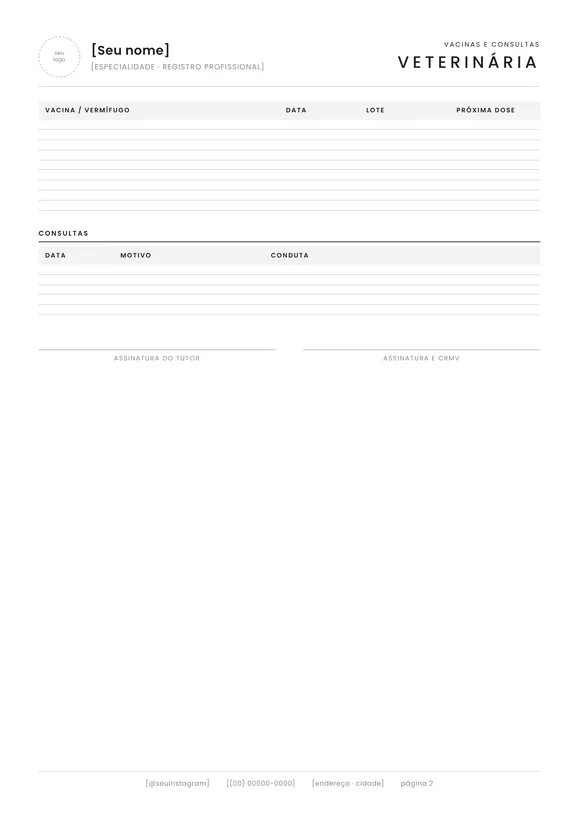 seu
logo
[Seu nome]
[ESPECIALIDADE · REGISTRO PROFISSIONAL]
VACINAS E CONSULTAS
VETERINÁRIA
VACINA / VERMÍFUGO DATA LOTE PRÓXIMA DOSE
CONSULTAS
DATA MOTIVO CONDUTA
ASSINATURA DO TUTOR ASSINATURA E CRMV
[@seuinstagram] [(00) 00000-0000] [endereço · cidade] página 2